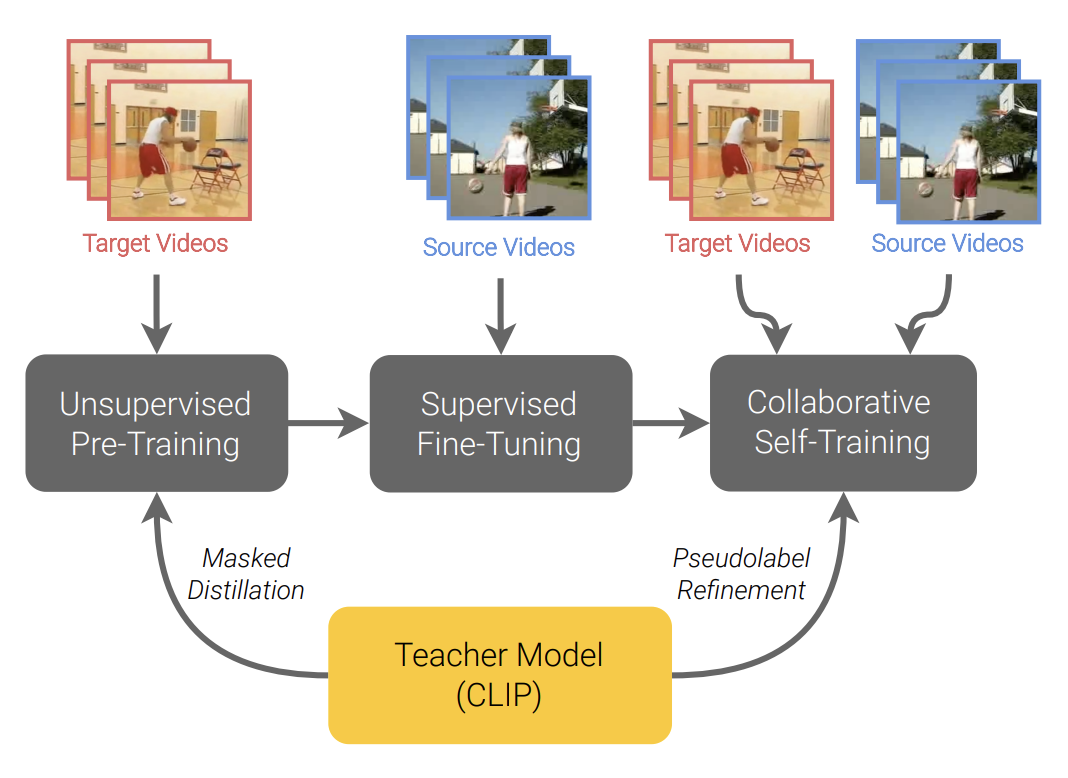 Target Videos
Source Videos
Target Videos
Source Videos
Unsupervised
Pre-Training
Supervised
Fine-Tuning
Collaborative
Self-Training
Masked
Distillation
Pseudolabel
Refinement
Teacher Model
(CLIP)